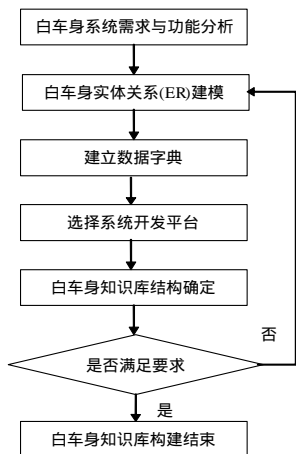 白车身系统需求与功能分析
白车身实体关系(ER)建模
建立数据字典
选择系统开发平台
白车身知识库结构确定
否
是否满足要求
是
白车身知识库构建结束